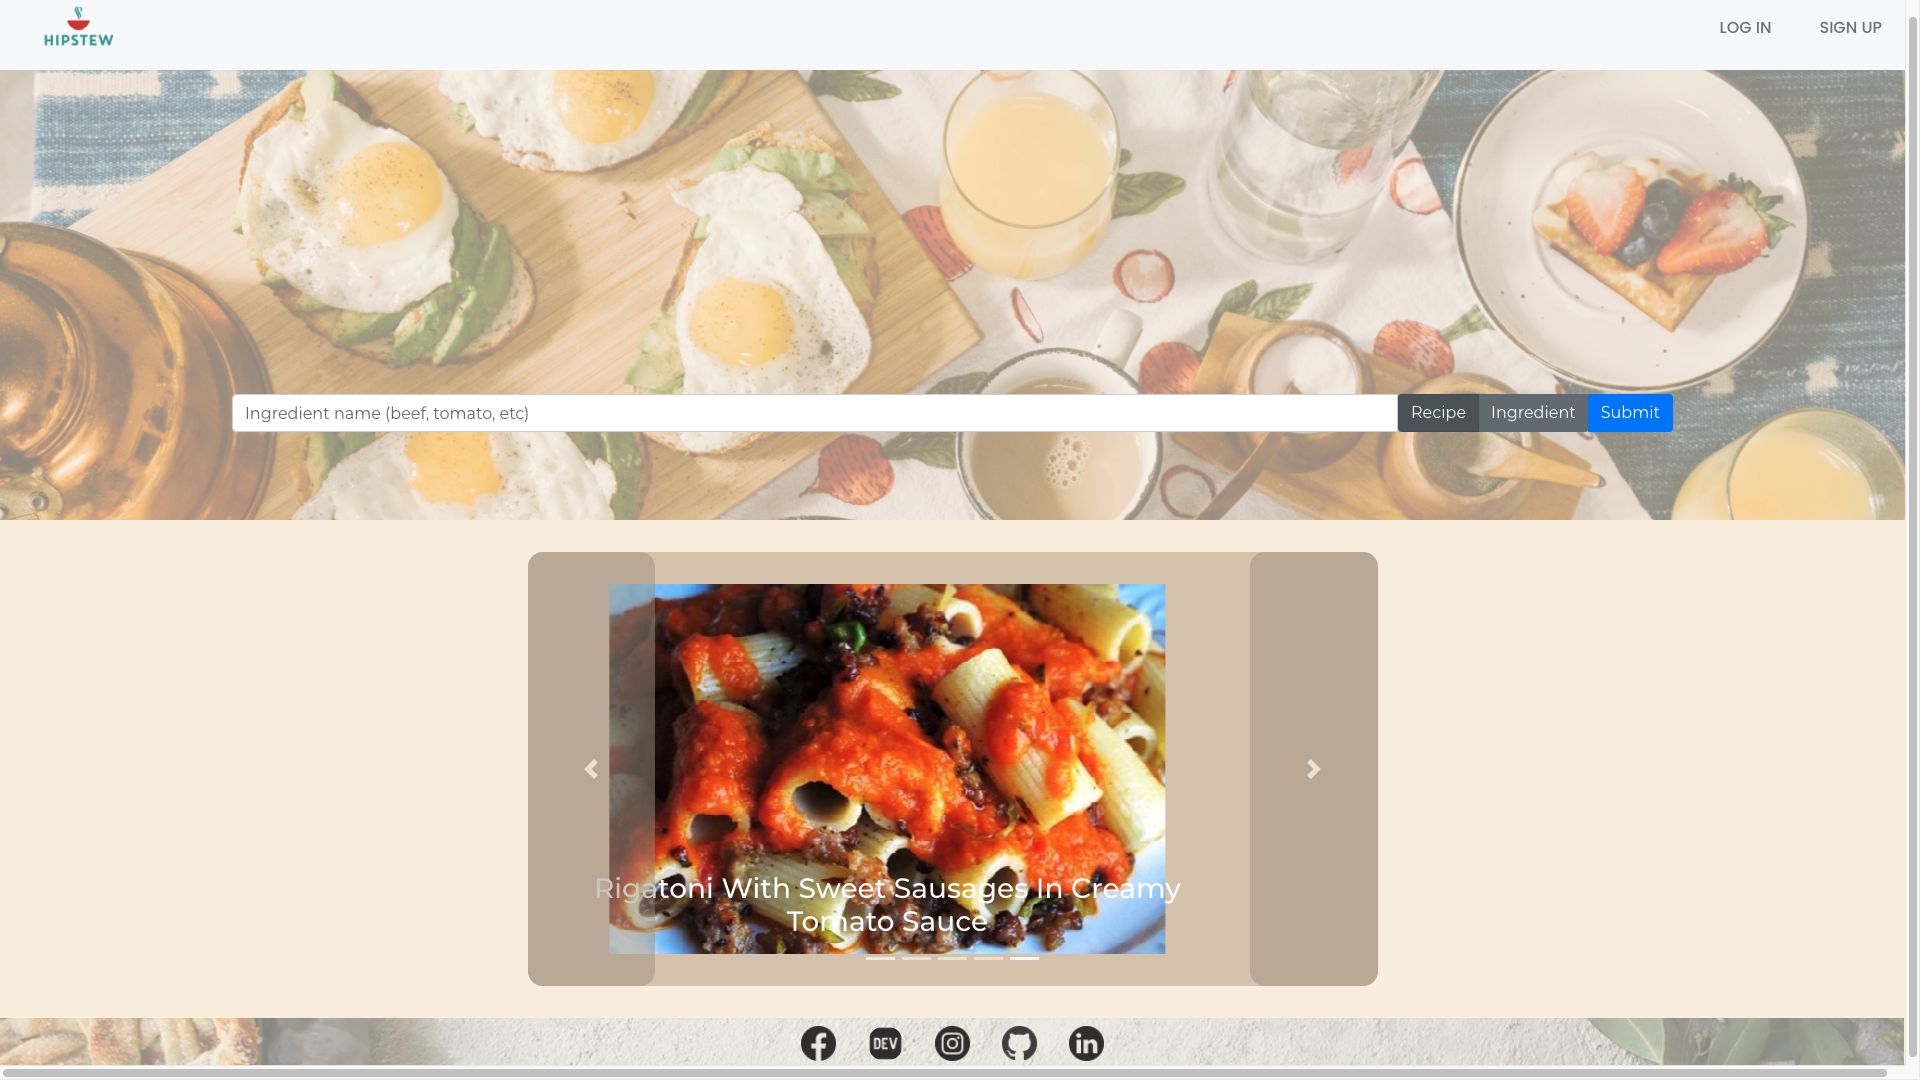 HIPSTEW
LOG IN
SIGN UP
Ingredient name (beef, tomato, etc)
Recipe
Ingredient
Submit
Rigatoni With Sweet Sausages In Creamy
Tomato Sauce
DEV
in